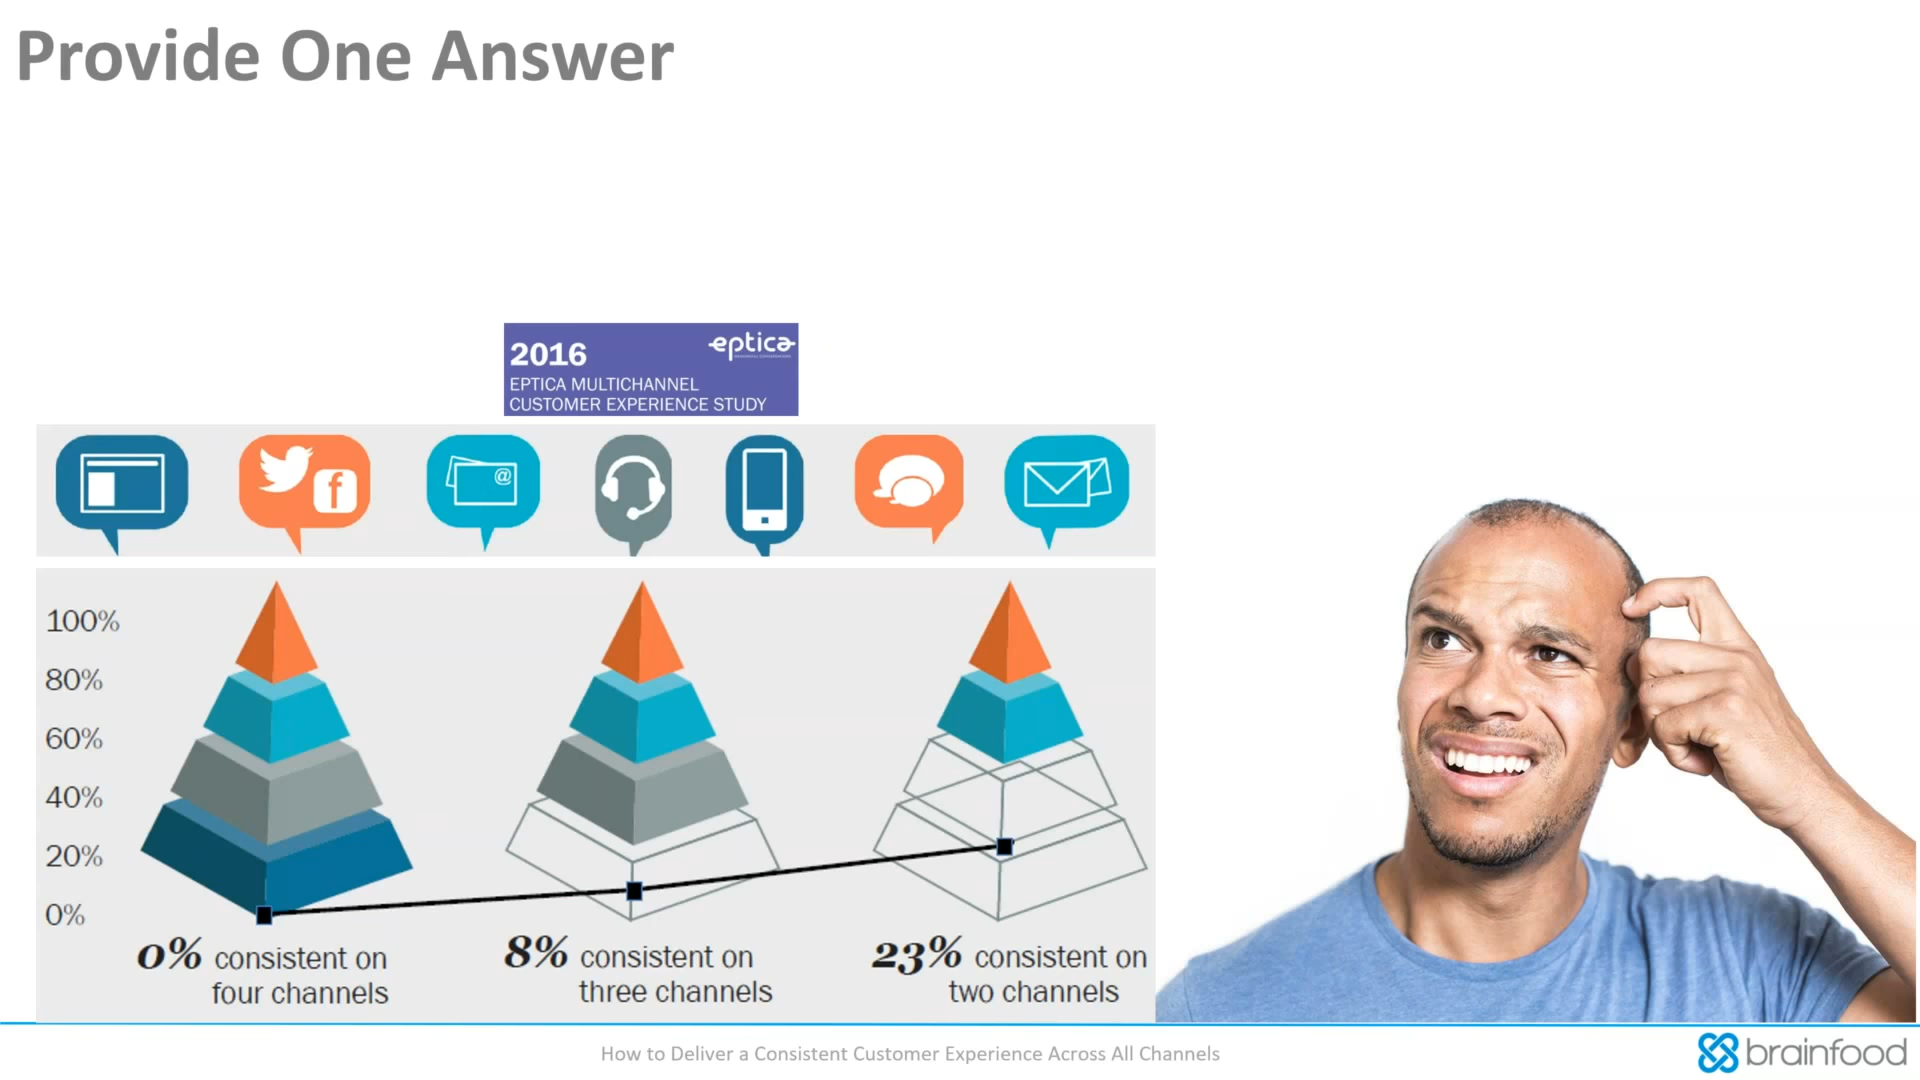 Provide One Answer
2016
eptica
EPTICA MULTICHANNEL
CUSTOMER EXPERIENCE STUDY
f
@
100%
80%
60%
40%
20%
0%
0% consistent on
four channels
8% consistent on
three channels
23% consistent on
two channels
How to Deliver a Consistent Customer Experience Across All Channels
brainfood